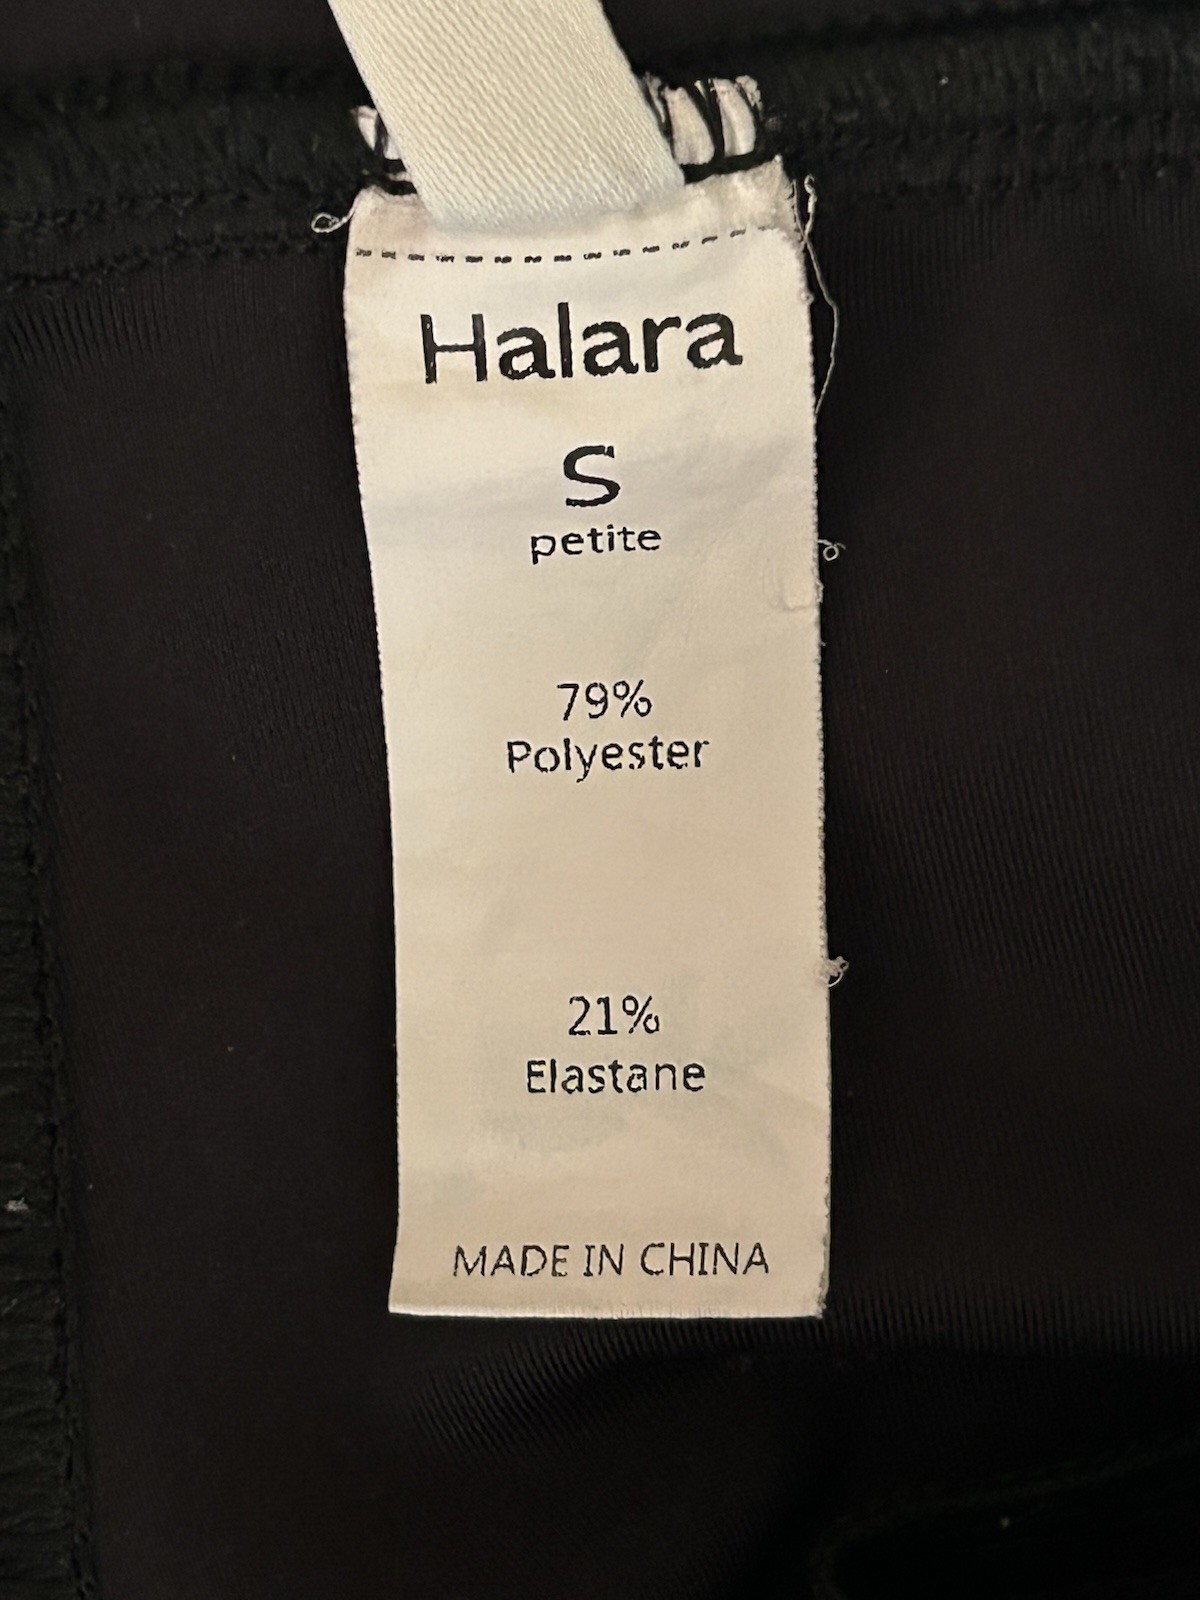 Halara
S
petite
79%
Polyester
21%
Elastane
MADE IN CHINA